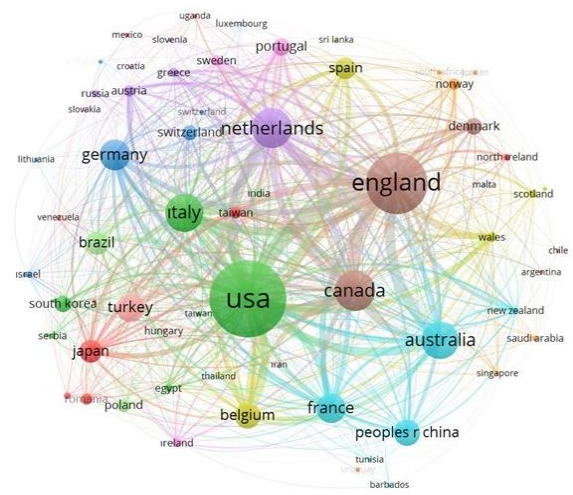 uganda
luxembourg
mexico
slovenia
sri lanka
portugal
croatia
sweden
spain
greece
south africa
norway
russia
austria
slovakia
switzerland
switzerland
netherlands
denmark
germany
north ireland
lithuania
england
malta
india
scotland
venezuela
italy
taiwan
brazil
wales
chile
israel
argentina
usa
canada
south korea
turkey
taiwan
new zealand
serbia
hungary
australia
saudi arabia
japan
iran
singapore
thailand
egypt
romania
poland
belgium
france
peoples r china
ireland
tunisia
uruguay
barbados